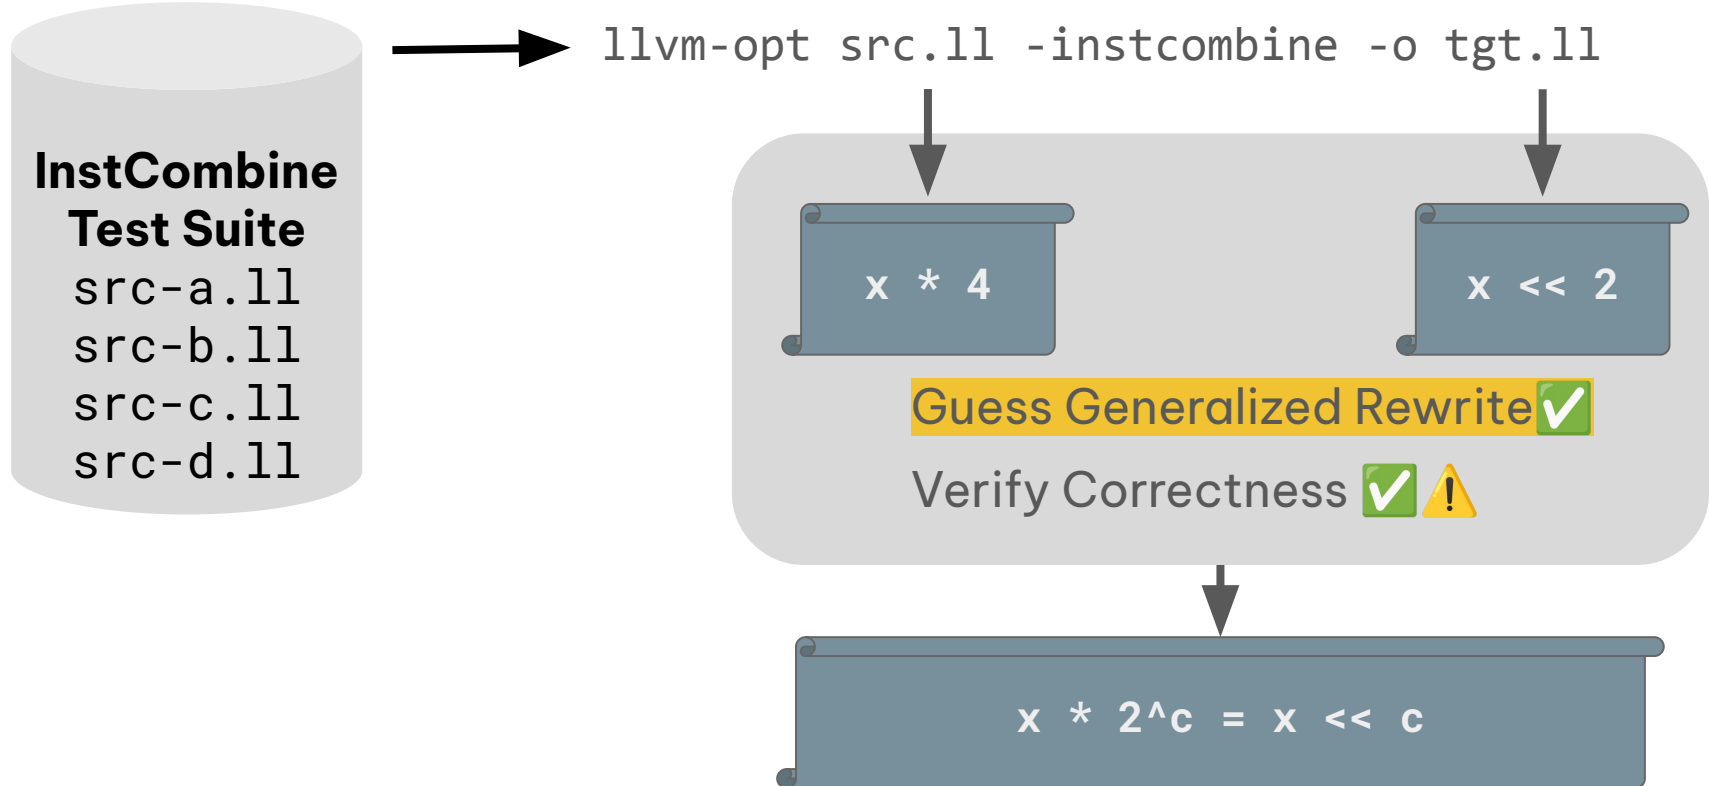 InstCombine
Test Suite
src-a.ll
src-b.ll
src-c.ll
src-d.ll
llvm-opt src.ll -instcombine -o tgt.ll
x * 4
x << 2
Guess Generalized Rewrite✅
Verify Correctness ✅⚠️
x * 2^c = x << c